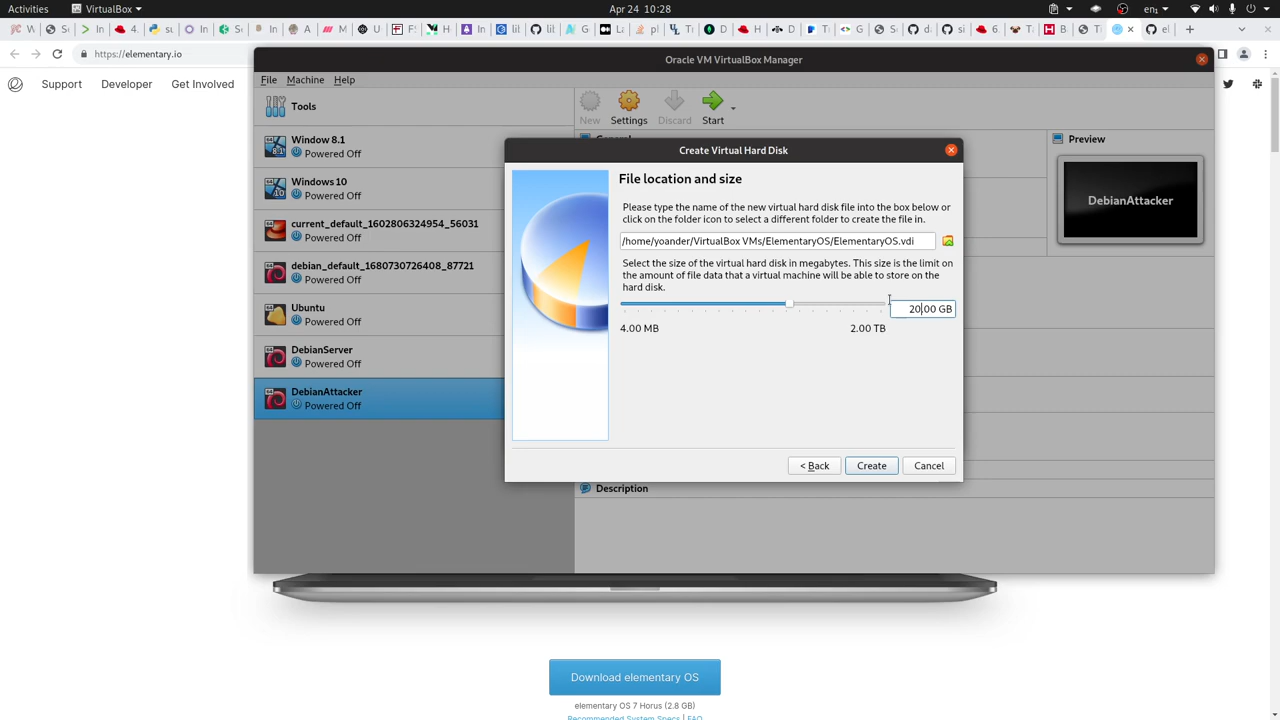 Activities
VirtualBox
Apr 24 10:28
en
https://elementary.io
Oracle VM VirtualBox Manager
File
Machine
Help
Support
Developer
Get Involved
Tools
New
Settings
Discard
Start
Window 8.1
Powered Off
Windows 10
Powered Off
current_default_1602806324954_56031
Powered Off
debian_default_1680730726408_87721
Powered Off
Ubuntu
Powered Off
DebianServer
Powered Off
DebianAttacker
Powered Off
Preview
DebianAttacker
Create Virtual Hard Disk
File location and size
Please type the name of the new virtual hard disk file into the box below or
click on the folder icon to select a different folder to create the file in.
/home/yoander/VirtualBox VMs/ElementaryOS/ElementaryOS.vdi
Select the size of the virtual hard disk in megabytes. This size is the limit on
the amount of file data that a virtual machine will be able to store on the
hard disk.
20.00 GB
4.00 MB
2.00 TB
< Back
Create
Cancel
Description
Download elementary OS
elementary OS 7 Horus (2.8 GB)
Recommended System Specs | FAQ